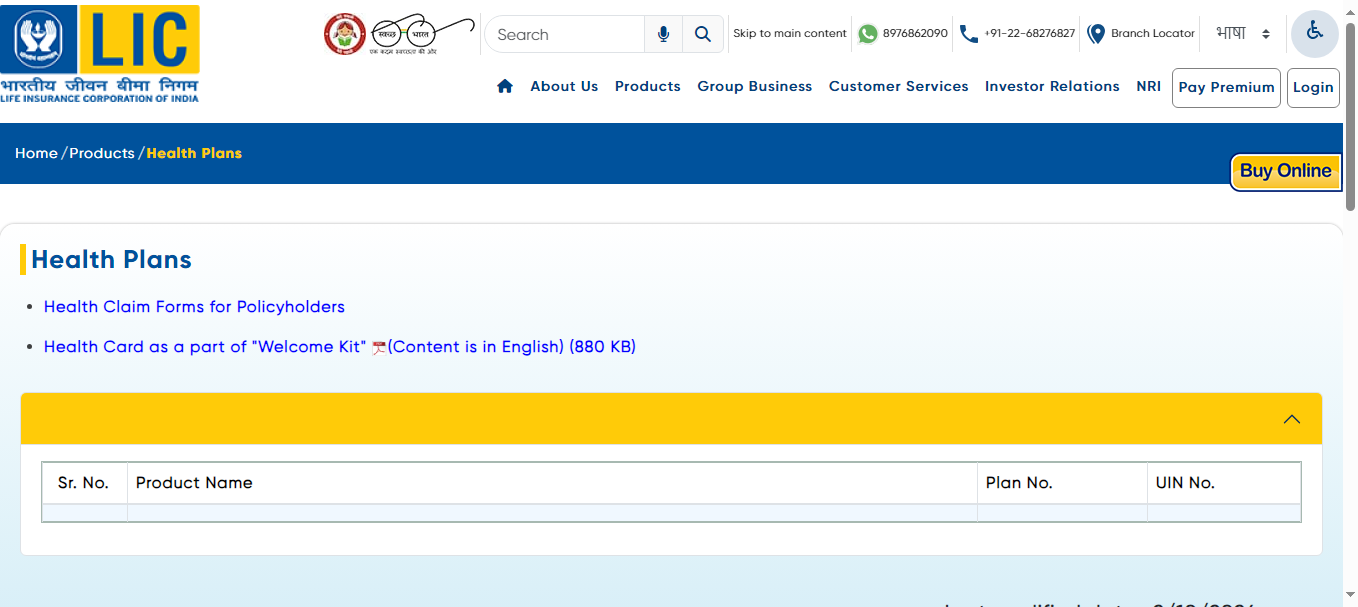 LIC
भारतीय जीवन बीमा निगम
LIFE INSURANCE CORPORATION OF INDIA
स्वच्छ भारत
एक कदम स्वच्छता की ओर
Search
Skip to main content
8976862090
+91-22-68276827
Branch Locator
भाषा
About Us
Products
Group Business
Customer Services
Investor Relations
NRI
Pay Premium
Login
Home / Products / Health Plans
Buy Online
Health Plans
• Health Claim Forms for Policyholders
• Health Card as a part of "Welcome Kit" (Content is in English) (880 KB)
Sr. No. Product Name Plan No. UIN No.